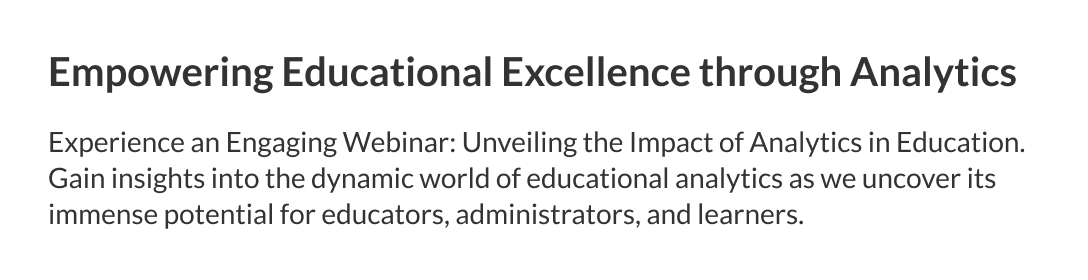 Empowering Educational Excellence through Analytics
Experience an Engaging Webinar: Unveiling the Impact of Analytics in Education.
Gain insights into the dynamic world of educational analytics as we uncover its
immense potential for educators, administrators, and learners.